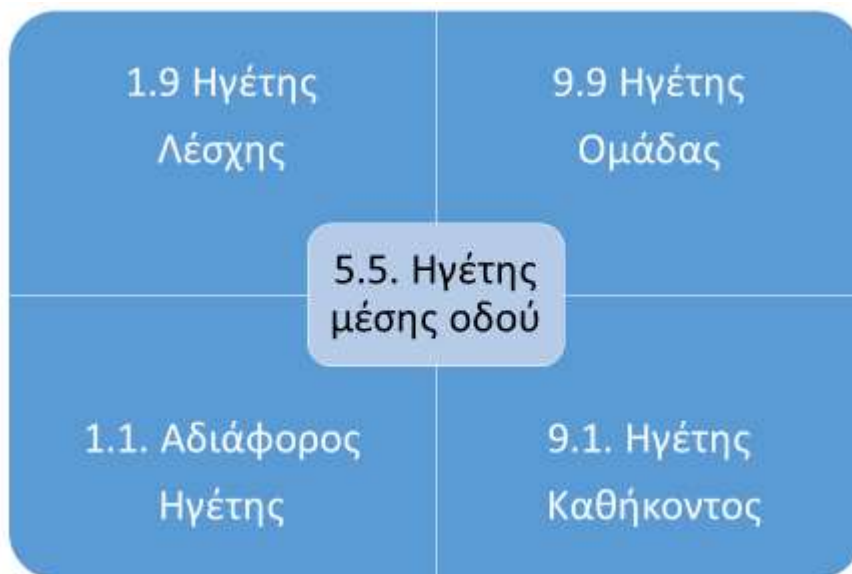 1.9 Ηγέτης
Λέσχης
9.9 Ηγέτης
Ομάδας
5.5. Ηγέτης
μέσης οδού
1.1. Αδιάφορος
Ηγέτης
9.1. Ηγέτης
Καθήκοντος